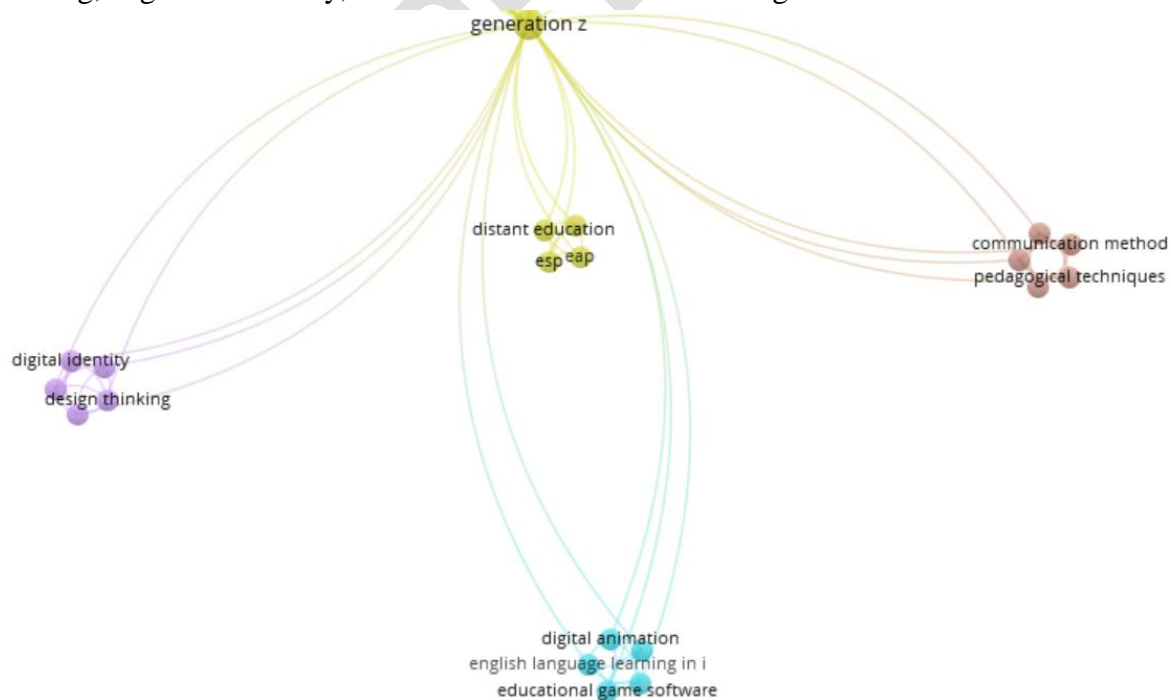 generation z
distant education
communication method
esp eap
pedagogical techniques
digital identity
design thinking
digital animation
english language learning in i
educational game software